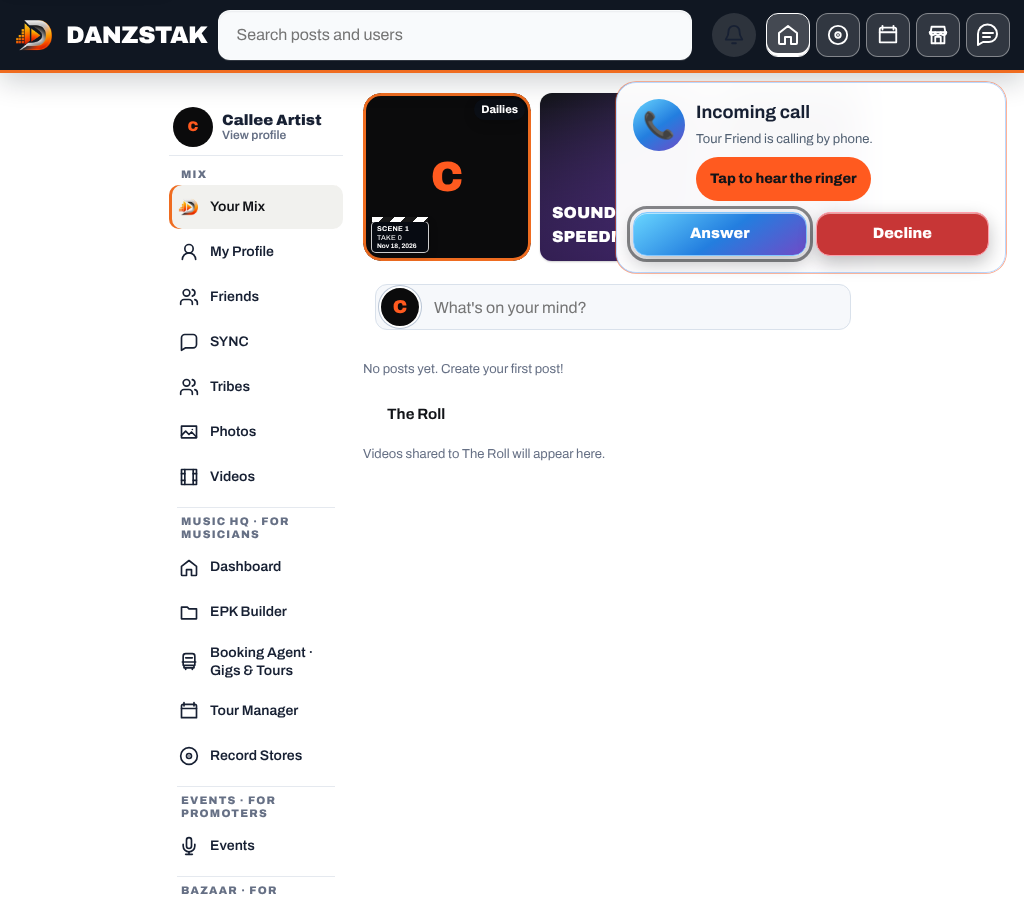 DANZSTAK
Search posts and users
C
Callee Artist
View profile
MIX
Your Mix
My Profile
Friends
SYNC
Tribes
Photos
Videos
MUSIC HQ · FOR
MUSICIANS
Dashboard
EPK Builder
Booking Agent ·
Gigs & Tours
Tour Manager
Record Stores
EVENTS · FOR
PROMOTERS
Events
BAZAAR · FOR
Dailies
C
SCENE 1
TAKE 0
Nov 18, 2026
SOUND
Incoming call
Tour Friend is calling by phone.
Tap to hear the ringer
Answer
Decline
C
What's on your mind?
No posts yet. Create your first post!
The Roll
Videos shared to The Roll will appear here.